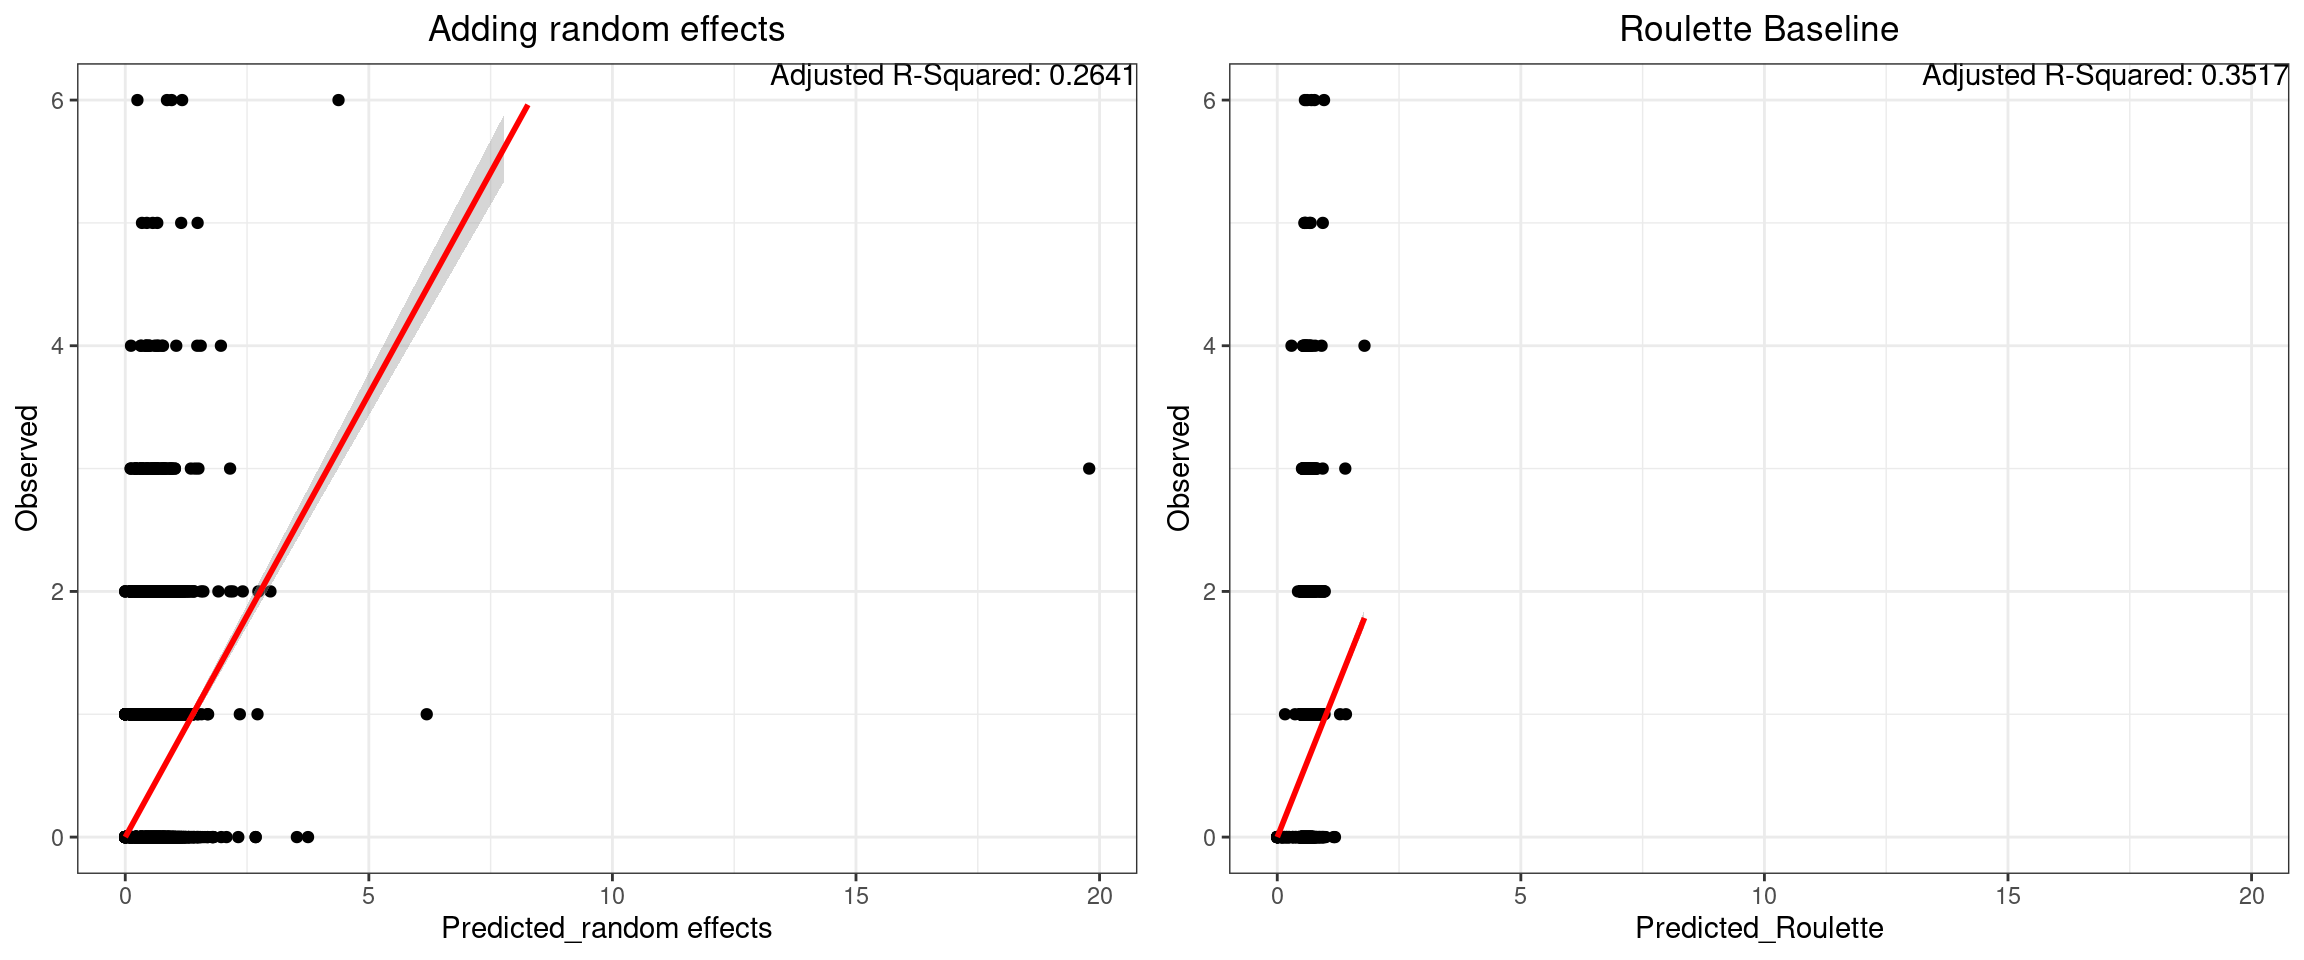 Adding random effects
Adjusted R-Squared: 0.2641
6
4
2
0
Observed
0 5 10 15 20
Predicted_random effects
Roulette Baseline
Adjusted R-Squared: 0.3517
6
4
2
0
Observed
0 5 10 15 20
Predicted_Roulette